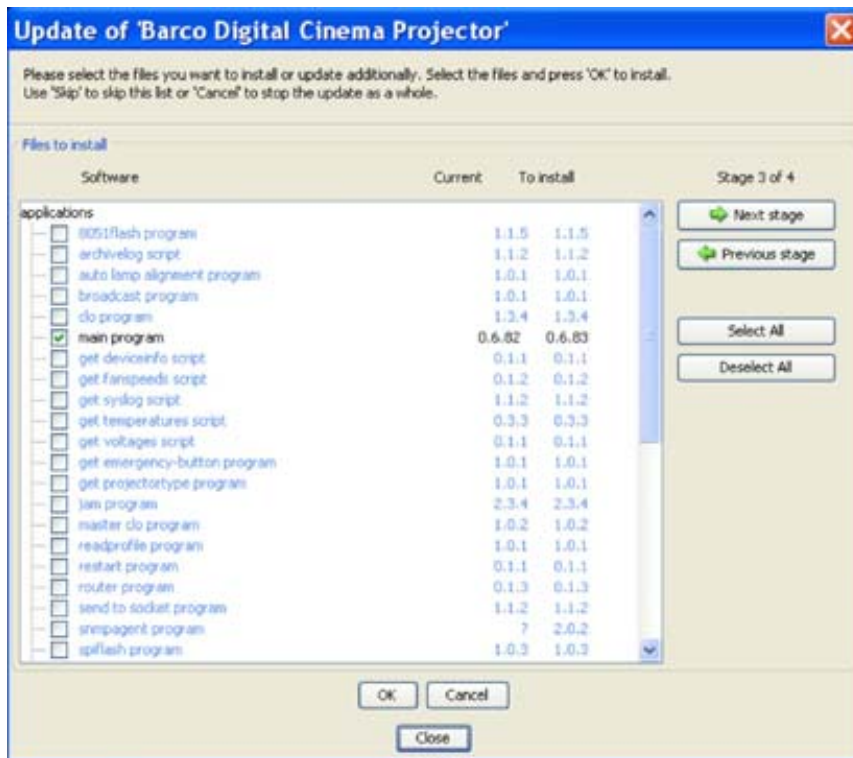 Update of 'Barco Digital Cinema Projector'
Please select the files you want to install or update additionally. Select the files and press 'OK' to install.
Use 'Skip' to skip this list or 'Cancel' to stop the update as a whole.
Files to install
Software Current To install Stage 3 of 4
applications
8051flash program 1.1.5 1.1.5
archivelog script 1.1.2 1.1.2
auto lamp alignment program 1.0.1 1.0.1
broadcast program 1.0.1 1.0.1
clo program 1.3.4 1.3.4
main program 0.6.82 0.6.83
get deviceinfo script 0.1.1 0.1.1
get fanspeeds script 0.1.2 0.1.2
get syslog script 1.1.2 1.1.2
get temperatures script 0.3.3 0.3.3
get voltages script 0.1.1 0.1.1
get emergency-button program 1.0.1 1.0.1
get projectortype program 1.0.1 1.0.1
jam program 2.3.4 2.3.4
master clo program 1.0.2 1.0.2
readprofile program 1.0.1 1.0.1
restart program 0.1.1 0.1.1
router program 0.1.3 0.1.3
send to socket program 1.1.2 1.1.2
snmpagent program ? 2.0.2
spiflash program 1.0.3 1.0.3
Next stage
Previous stage
Select All
Deselect All
OK Cancel
Close